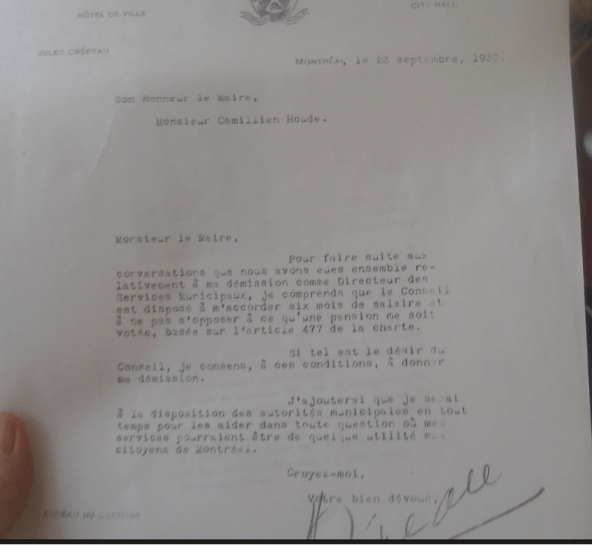 HÔTEL DE VILLE
CITY HALL
JULES CRÉPEAU
MONTRÉAL, le 23 septembre, 1930.
Son Honneur le Maire,
Monsieur Camillien Houde.
Monsieur le Maire,
Pour faire suite aux
conversations que nous avons eues ensemble re-
lativement à ma démission comme Directeur des
Services Municipaux, je comprends que le Conseil
est disposé à m'accorder six mois de salaire et
à ne pas s'opposer à ce qu'une pension me soit
votée, basée sur l'article 477 de la charte.
Si tel est le désir du
Conseil, je consens, à ces conditions, à donner
ma démission.
J'ajouterai que je serai
à la disposition des autorités municipales en tout
temps pour les aider dans toute question où mes
services pourraient être de quelque utilité aux
citoyens de Montréal.
Croyez-moi,
Votre bien dévoué,